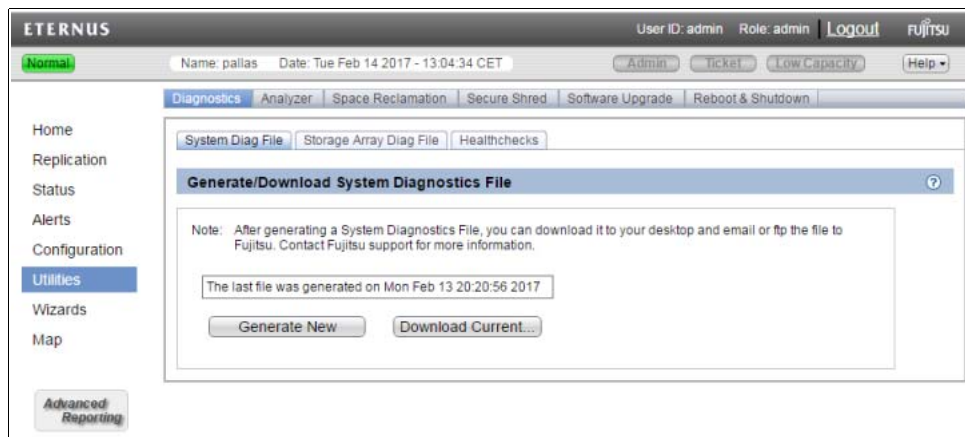 ETERNUS
User ID: admin Role: admin Logout FUJITSU
Normal Name: pallas Date: Tue Feb 14 2017 - 13:04:34 CET Admin Ticket Low Capacity Help
Diagnostics Analyzer Space Reclamation Secure Shred Software Upgrade Reboot & Shutdown
Home
Replication
Status
Alerts
Configuration
Utilities
Wizards
Map
Advanced
Reporting
System Diag File Storage Array Diag File Healthchecks
Generate/Download System Diagnostics File ?
Note: After generating a System Diagnostics File, you can download it to your desktop and email or ftp the file to
Fujitsu. Contact Fujitsu support for more information.
The last file was generated on Mon Feb 13 20:20:56 2017
Generate New Download Current...